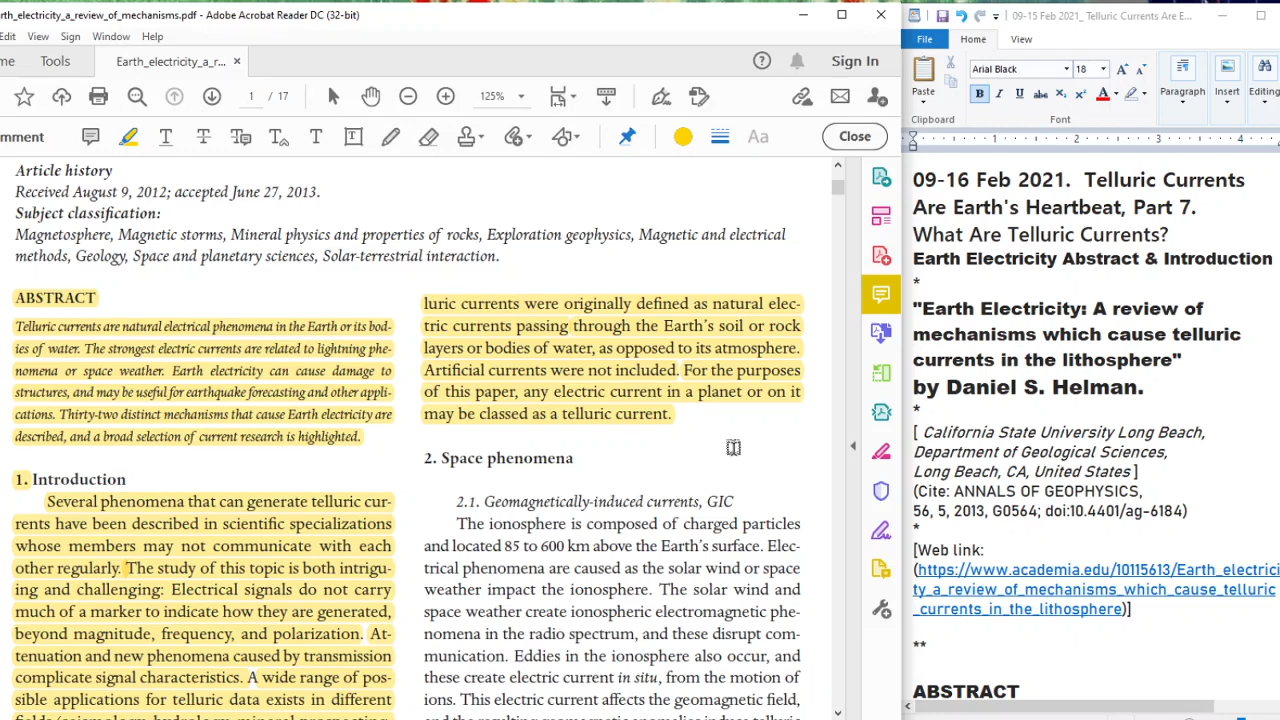 rth_electricity_a_review_of_mechanisms.pdf - Adobe Acrobat Reader DC (32-bit)
Edit View Sign Window Help
me Tools Earth_electricity_a_r... × Sign In
1 / 17 125%
mment Aa Close
Article history
Received August 9, 2012; accepted June 27, 2013.
Subject classification:
Magnetosphere, Magnetic storms, Mineral physics and properties of rocks, Exploration geophysics, Magnetic and electrical
methods, Geology, Space and planetary sciences, Solar-terrestrial interaction.
ABSTRACT
Telluric currents are natural electrical phenomena in the Earth or its bod-
ies of water. The strongest electric currents are related to lightning phe-
nomena or space weather. Earth electricity can cause damage to
structures, and may be useful for earthquake forecasting and other appli-
cations. Thirty-two distinct mechanisms that cause Earth electricity are
described, and a broad selection of current research is highlighted.
1. Introduction
Several phenomena that can generate telluric cur-
rents have been described in scientific specializations
whose members may not communicate with each
other regularly. The study of this topic is both intrigu-
ing and challenging: Electrical signals do not carry
much of a marker to indicate how they are generated,
beyond magnitude, frequency, and polarization. At-
tenuation and new phenomena caused by transmission
complicate signal characteristics. A wide range of pos-
sible applications for telluric data exists in different
fields (seismology, hydrology, mineral prospecting,
luric currents were originally defined as natural elec-
tric currents passing through the Earth's soil or rock
layers or bodies of water, as opposed to its atmosphere.
Artificial currents were not included. For the purposes
of this paper, any electric current in a planet or on it
may be classed as a telluric current.
2. Space phenomena
2.1. Geomagnetically-induced currents, GIC
The ionosphere is composed of charged particles
and located 85 to 600 km above the Earth's surface. Elec-
trical phenomena are caused as the solar wind or space
weather impact the ionosphere. The solar wind and
space weather create ionospheric electromagnetic phe-
nomena in the radio spectrum, and these disrupt com-
munication. Eddies in the ionosphere also occur, and
these create electric current in situ, from the motion of
ions. This electric current affects the geomagnetic field,
and the resulting geomagnetic anomalies induce telluric
09-15 Feb 2021_ Telluric Currents Are E...
File Home View
Paste Arial Black 18 A A Paragraph Insert Editing
B I U abc X₂ X² A
Clipboard Font
1 2 3 4
09-16 Feb 2021. Telluric Currents
Are Earth's Heartbeat, Part 7.
What Are Telluric Currents?
Earth Electricity Abstract & Introduction
*
"Earth Electricity: A review of
mechanisms which cause telluric
currents in the lithosphere"
by Daniel S. Helman.
*
[ California State University Long Beach,
Department of Geological Sciences,
Long Beach, CA, United States ]
(Cite: ANNALS OF GEOPHYSICS,
56, 5, 2013, G0564; doi:10.4401/ag-6184)
*
[Web link:
(https://www.academia.edu/10115613/Earth_electrici
ty_a_review_of_mechanisms_which_cause_telluric
_currents_in_the_lithosphere)]
**
ABSTRACT